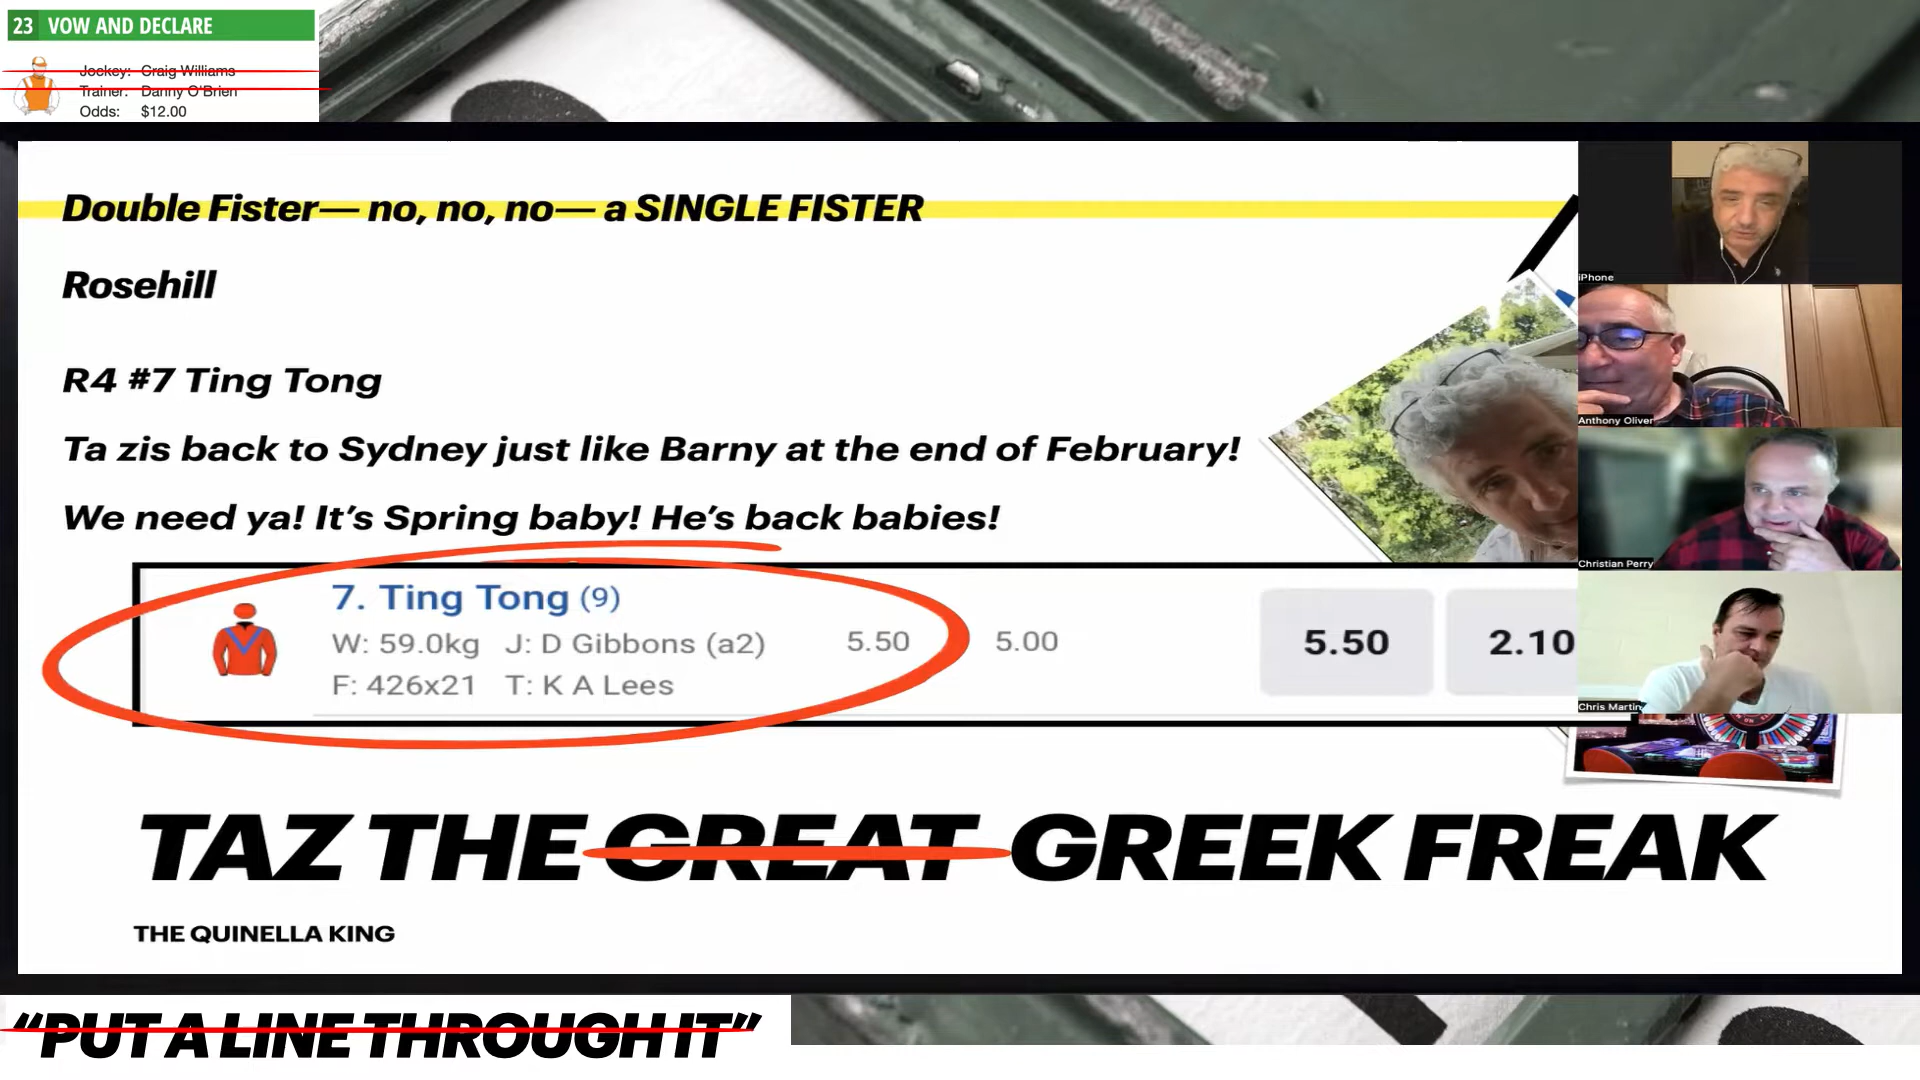 23 VOW AND DECLARE
Jockey: Craig Williams
Trainer: Danny O'Brien
Odds: $12.00
Double Fister— no, no, no— a SINGLE FISTER
Rosehill
R4 #7 Ting Tong
Ta zis back to Sydney just like Barny at the end of February!
We need ya! It's Spring baby! He's back babies!
7. Ting Tong (9)
W: 59.0kg J: D Gibbons (a2) 5.50 5.00 5.50 2.10
F: 426x21 T: K A Lees
iPhone
Anthony Oliver
Christian Perry
Chris Martin
TAZ THE GREAT GREEK FREAK
THE QUINELLA KING
“PUT A LINE THROUGH IT”